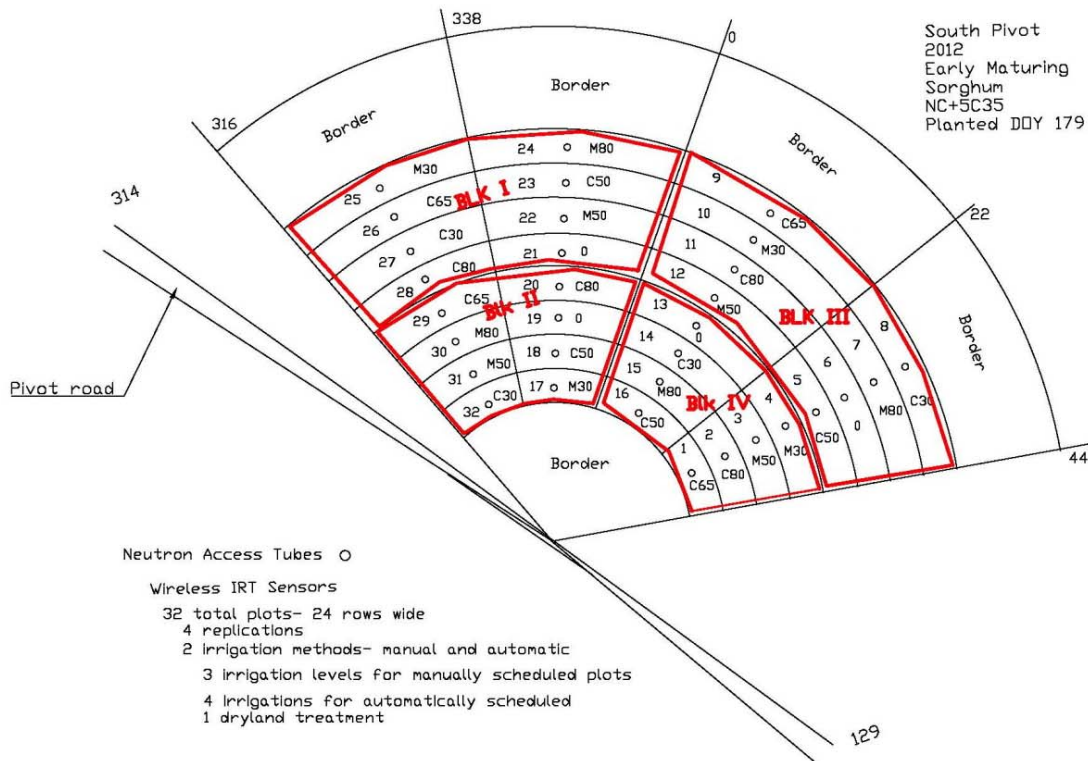 338
0
South Pivot
2012
Early Maturing
Sorghum
NC+5C35
Planted DOY 179
316
Border
Border
Border
314
22
Border
44
24 M80
23 C50
22 M50
21 0
25 M30
26 C65
27 C30
28 C80
BLK I
9 C65
10 M30
11 C80
12 M50
BLK III
20 C80
19 0
18 C50
17 M30
29 C65
30 M80
31 M50
32 C30
Blk II
13 0
14 C30
15 M80
16 C50
Blk IV
8 C30
7 M80
6 0
5 C50
4 M30
3 M50
2 C80
1 C65
Border
Pivot road
Neutron Access Tubes
Wireless IRT Sensors
32 total plots- 24 rows wide
4 replications
2 irrigation methods- manual and automatic
3 irrigation levels for manually scheduled plots
4 irrigations for automatically scheduled
1 dryland treatment
129